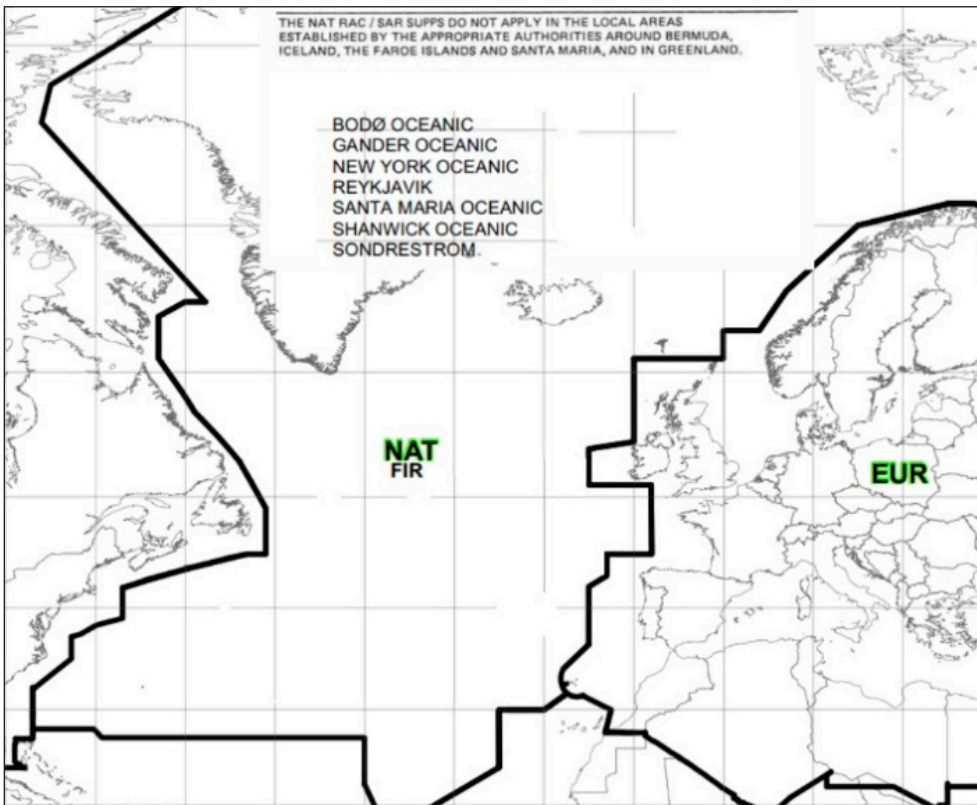 THE NAT RAC / SAR SUPPS DO NOT APPLY IN THE LOCAL AREAS
ESTABLISHED BY THE APPROPRIATE AUTHORITIES AROUND BERMUDA,
ICELAND, THE FAROE ISLANDS AND SANTA MARIA, AND IN GREENLAND.
BODØ OCEANIC
GANDER OCEANIC
NEW YORK OCEANIC
REYKJAVIK
SANTA MARIA OCEANIC
SHANWICK OCEANIC
SONDRESTROM
NAT
FIR
EUR